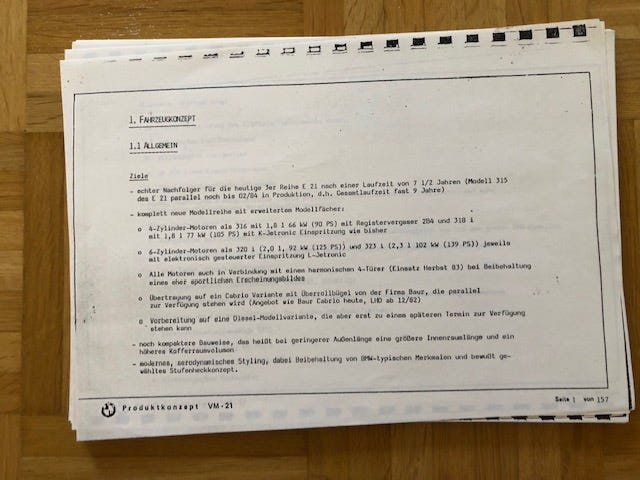 1. FAHRZEUGKONZEPT
1.1 ALLGEMEIN
Ziele
- echter Nachfolger für die heutige 3er Reihe E 21 nach einer Laufzeit von 7 1/2 Jahren (Modell 315
des E 21 parallel noch bis 02/84 in Produktion, d.h. Gesamtlaufzeit fast 9 Jahre)
- komplett neue Modellreihe mit erweitertem Modellfächer:
o 4-Zylinder-Motoren als 316 mit 1,8 l 66 kW (90 PS) mit Registervergaser 2B4 und 318 i
mit 1,8 l 77 kW (105 PS) mit K-Jetronic Einspritzung wie bisher
o 6-Zylinder-Motoren als 320 i (2,0 l, 92 kW (125 PS)) und 323 i (2,3 l 102 kW (139 PS)) jeweils
mit elektronisch gesteuerter Einspritzung L-Jetronic
o Alle Motoren auch in Verbindung mit einem harmonischen 4-Türer (Einsatz Herbst 83) bei Beibehaltung
eines eher sportlichen Erscheinungsbildes
o Übertragung auf ein Cabrio Variante mit Überrollbügel von der Firma Baur, die parallel
zur Verfügung stehen wird (Angebot wie Baur Cabrio heute, LHD ab 12/82)
o Vorbereitung auf eine Diesel-Modellvariante, die aber erst zu einem späteren Termin zur Verfügung
stehen kann
- noch kompaktere Bauweise, das heißt bei geringerer Außenlänge eine größere Innenraumlänge und ein
höheres Kofferraumvolumen
- modernes, aerodynamisches Styling, dabei Beibehaltung von BMW-typischen Merkmalen und bewußt ge-
wähltes Stufenheckkonzept.
Produktkonzept VM-21
Seite 1 von 157